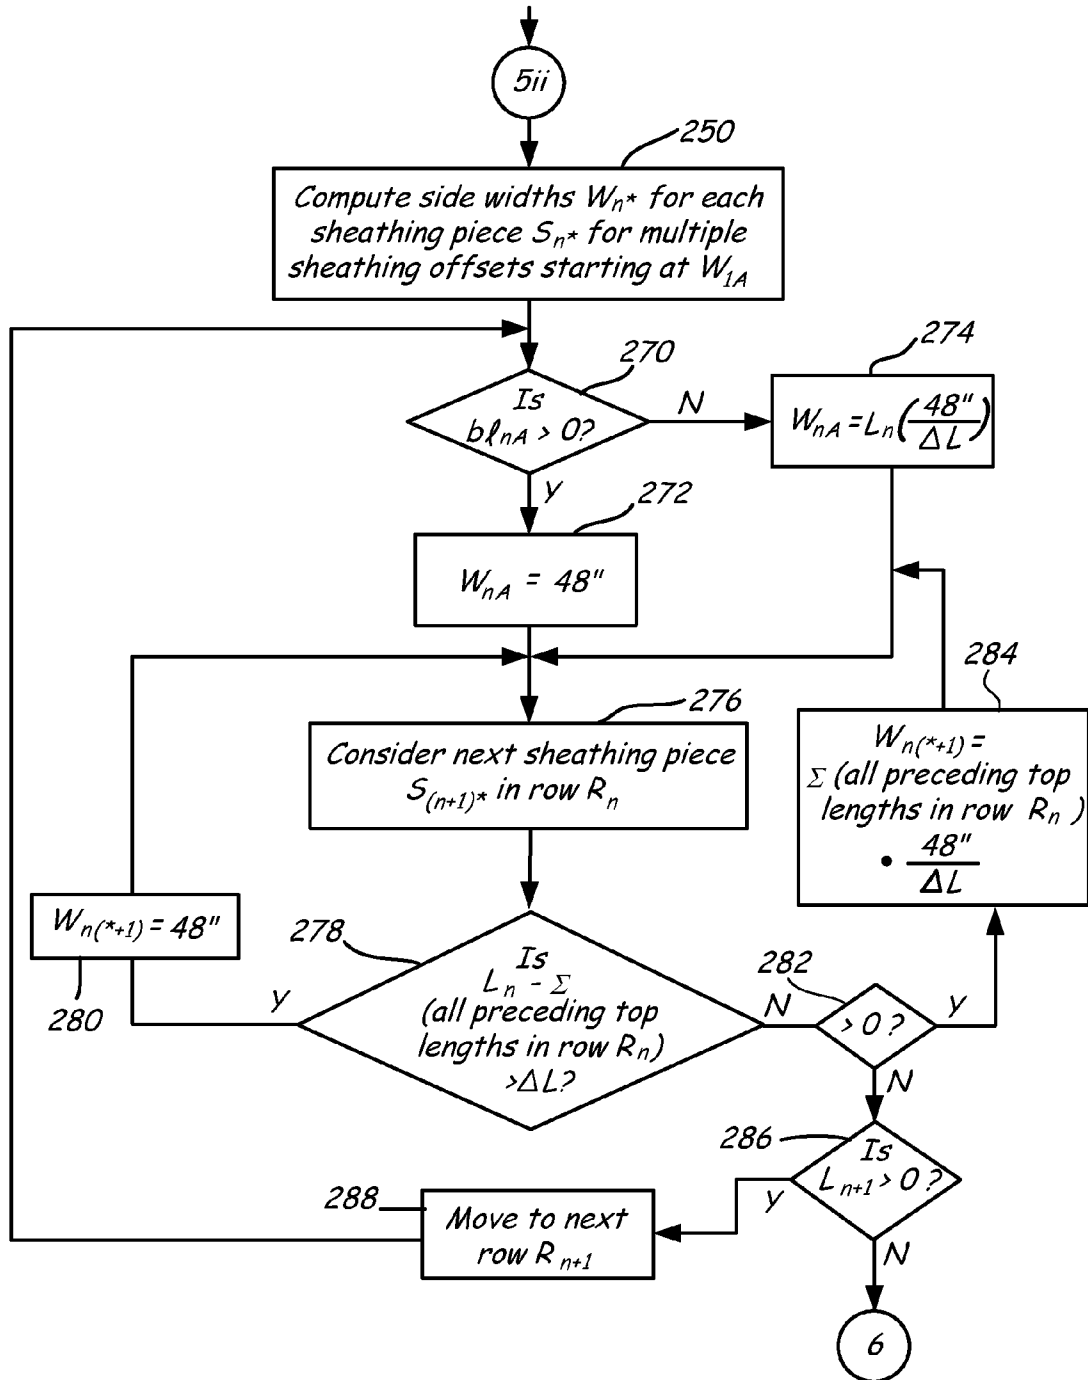 5ii
250
Compute side widths Wn* for each
sheathing piece Sn* for multiple
sheathing offsets starting at W1A
270
274
Is
blnA > 0?
N
WnA = Ln(48"/ΔL)
Y
272
WnA = 48"
284
276
Wn(*+1) =
Σ (all preceding top
lengths in row Rn)
• 48"/ΔL
Consider next sheathing piece
S(n+1)* in row Rn
Wn(*+1) = 48"
280
278
Is
Ln - Σ
(all preceding top
lengths in row Rn)
>ΔL?
Y
N
282
> 0 ?
Y
N
286
Is
Ln+1 > 0 ?
Y
N
288
Move to next
row Rn+1
6